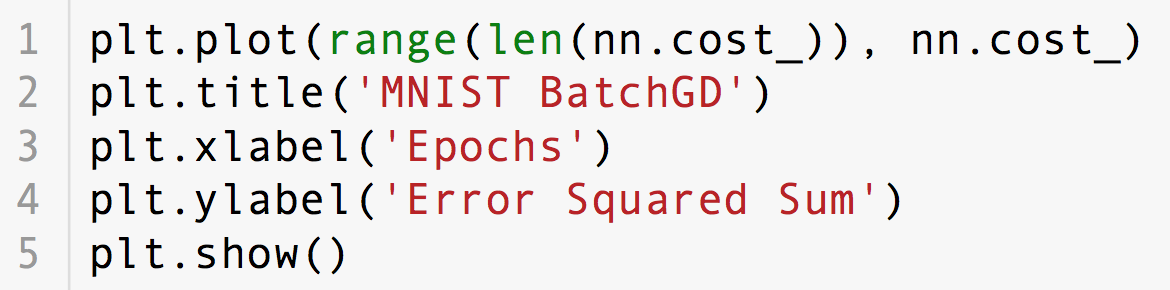 1 plt.plot(range(len(nn.cost_)), nn.cost_)
2 plt.title('MNIST BatchGD')
3 plt.xlabel('Epochs')
4 plt.ylabel('Error Squared Sum')
5 plt.show()